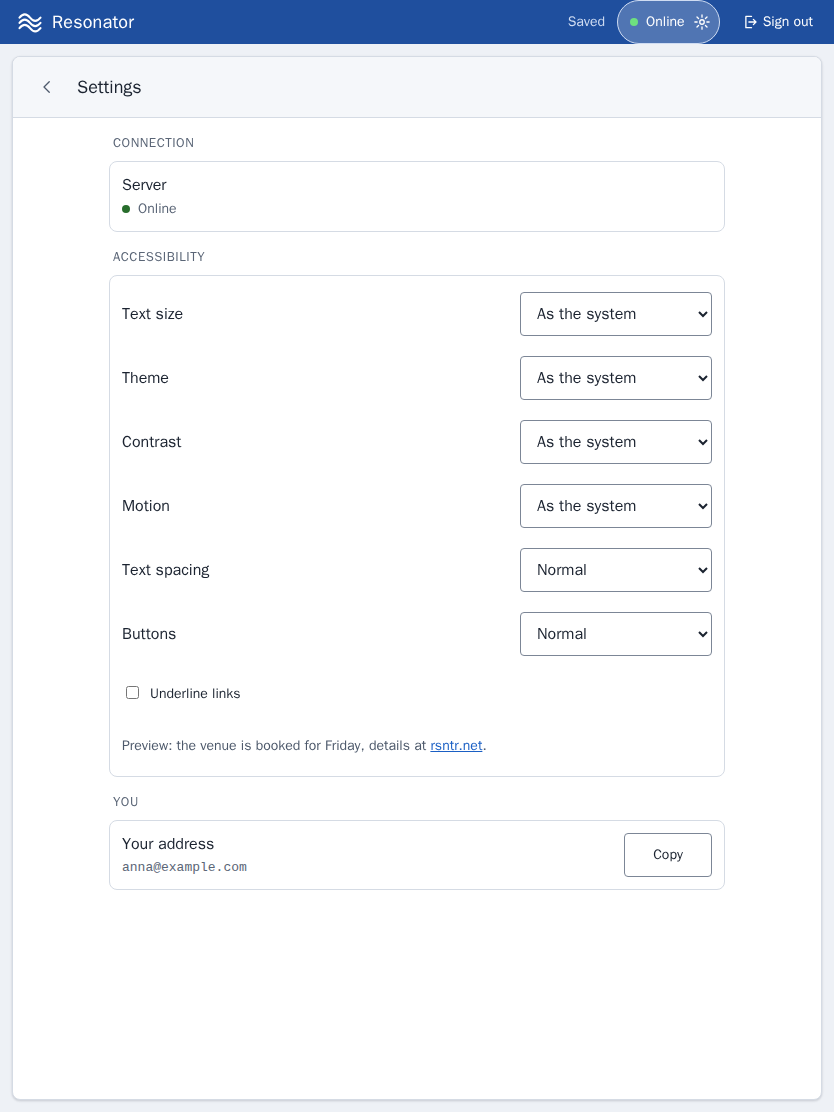 Resonator
Saved
Online
Sign out
Settings
CONNECTION
Server
Online
ACCESSIBILITY
Text size
As the system
Theme
As the system
Contrast
As the system
Motion
As the system
Text spacing
Normal
Buttons
Normal
Underline links
Preview: the venue is booked for Friday, details at rsntr.net.
YOU
Your address
anna@example.com
Copy